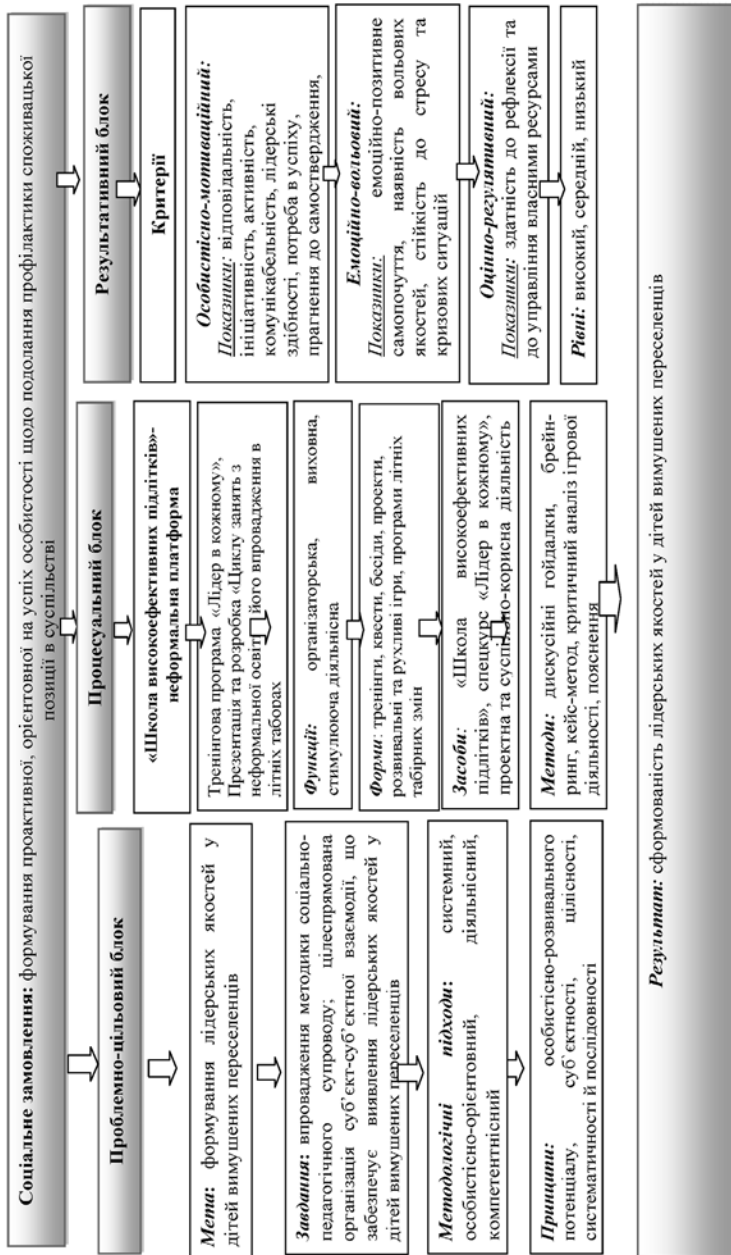 Соціальне замовлення: формування проактивної, орієнтовної на успіх особистості щодо подолання профілактики споживацької
позиції в суспільстві
Проблемно-цільовий блок
Мета: формування лідерських якостей у
дітей вимушених переселенців
Завдання: впровадження методики соціально-
педагогічного супроводу; цілеспрямована
організація суб'єкт-суб'єктної взаємодії, що
забезпечує виявлення лідерських якостей у
дітей вимушених переселенців
Методологічні підходи: системний,
особистісно-орієнтовний, діяльнісний,
компетентнісний
Принципи: особистісно-розвивального
потенціалу, суб`єктності, цілісності,
систематичності й послідовності
Процесуальний блок
«Школа високоефективних підлітків»-
неформальна платформа
Тренінгова програма «Лідер в кожному»,
Презентація та розробка «Циклу занять з
неформальної освіти його впровадження в
літніх таборах
Функції: організаторська, виховна,
стимулююча діяльнісна
Форми: тренінги, квести, бесіди, проєкти,
розвивальні та рухливі ігри, програми літніх
табірних змін
Засоби: «Школа високоефективних
підлітків», спецкурс «Лідер в кожному»,
проектна та суспільно-корисна діяльність
Методи: дискусійні гойдалки, брейн-
ринг, кейс-метод, критичний аналіз ігрової
діяльності, пояснення
Результативний блок
Критерії
Особистісно-мотиваційний:
Показники: відповідальність,
ініціативність, активність,
комунікабельність, лідерські
здібності, потреба в успіху,
прагнення до самоствердження,
Емоційно-вольовий:
Показники: емоційно-позитивне
самопочуття, наявність вольових
якостей, стійкість до стресу та
кризових ситуацій
Оцінно-регулятивний:
Показники: здатність до рефлексії та
до управління власними ресурсами
Рівні: високий, середній, низький
Результат: сформованість лідерських якостей у дітей вимушених переселенців